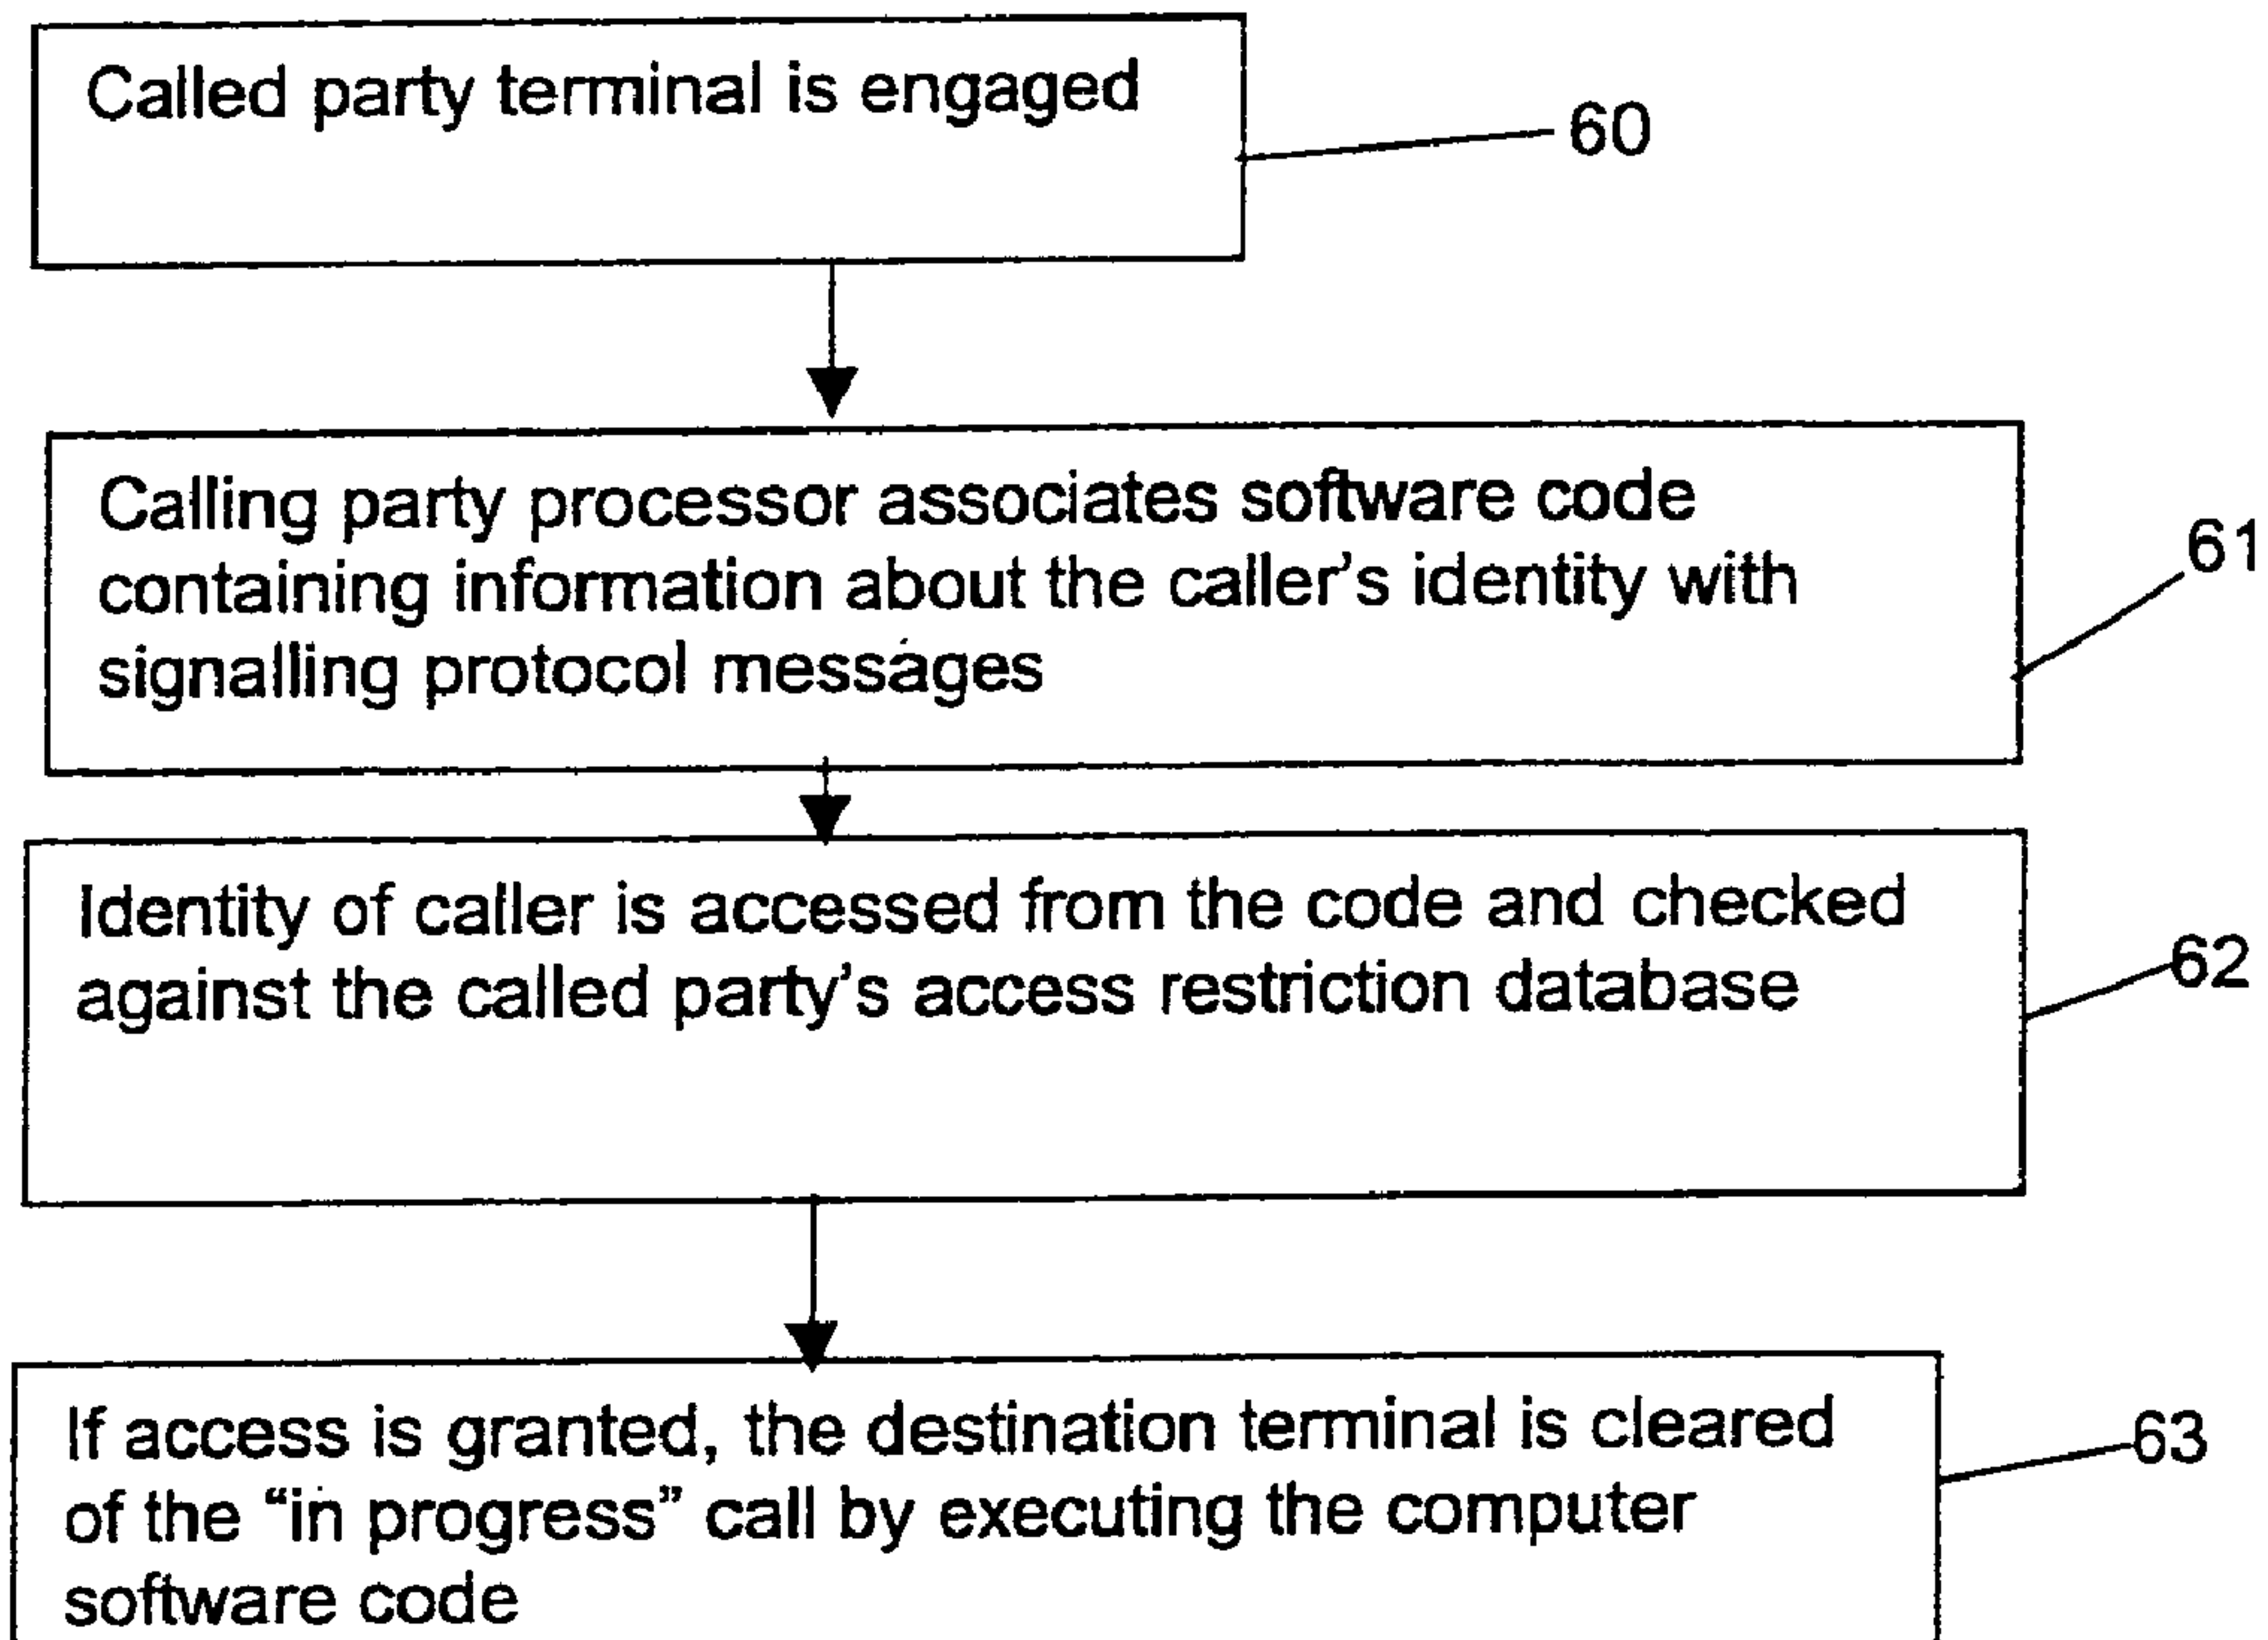 Called party terminal is engaged
60
Calling party processor associates software code
containing information about the caller's identity with
signalling protocol messages
61
Identity of caller is accessed from the code and checked
against the called party's access restriction database
62
If access is granted, the destination terminal is cleared
of the “in progress” call by executing the computer
software code
63